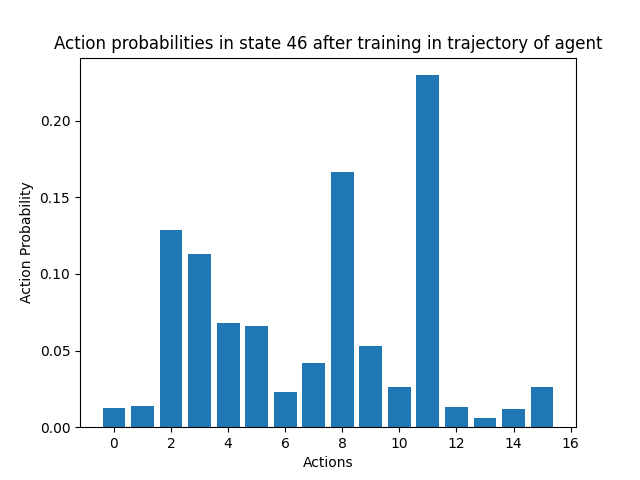 Action probabilities in state 46 after training in trajectory of agent
0.20
0.15
0.10
0.05
0.00
Action Probability
0 2 4 6 8 10 12 14 16
Actions